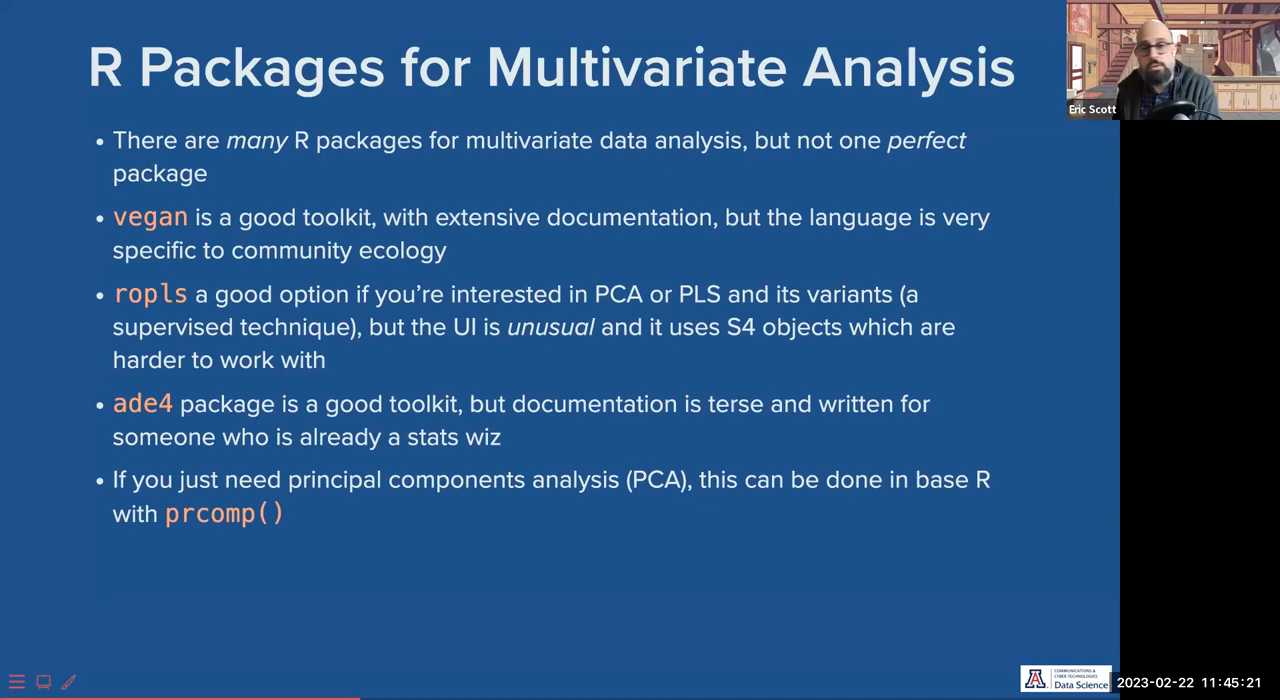 R Packages for Multivariate Analysis
• There are many R packages for multivariate data analysis, but not one perfect
package
• vegan is a good toolkit, with extensive documentation, but the language is very
specific to community ecology
• ropls a good option if you’re interested in PCA or PLS and its variants (a
supervised technique), but the UI is unusual and it uses S4 objects which are
harder to work with
• ade4 package is a good toolkit, but documentation is terse and written for
someone who is already a stats wiz
• If you just need principal components analysis (PCA), this can be done in base R
with prcomp()
Eric Scott
A
COMMUNICATIONS &
CYBER TECHNOLOGIES
Data Science
2023-02-22 11:45:21